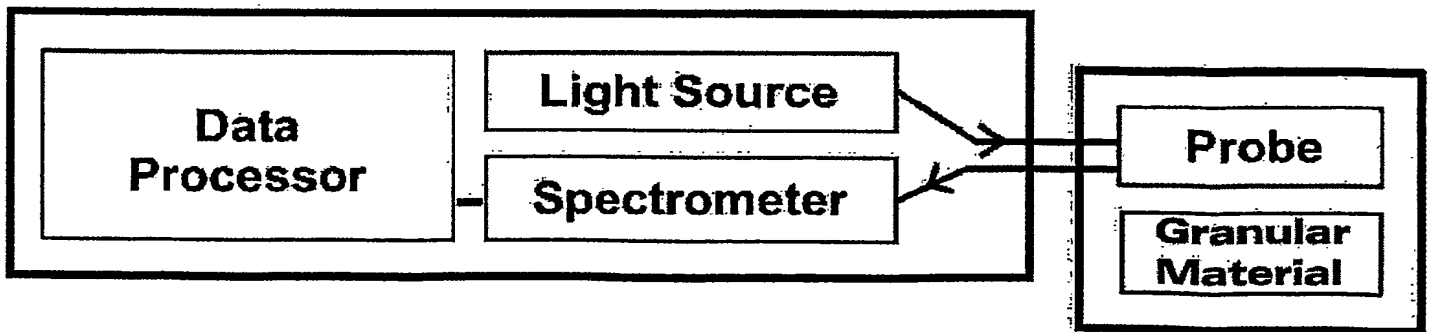 Data
Processor
Light Source
Spectrometer
Probe
Granular
Material